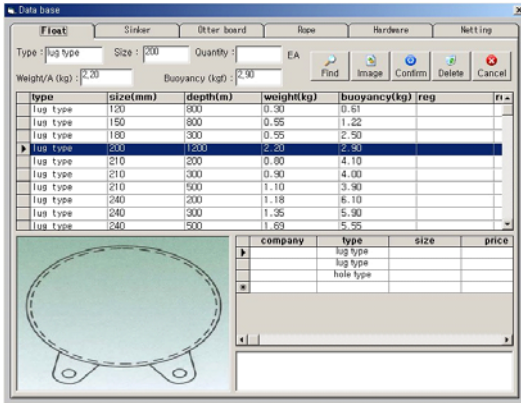 Data base
Float Sinker Otter board Rope Hardware Netting
Type : lug type Size : 200 Quantity : EA
Weight/A (kg) : 2,20 Buoyancy (kgf) : 2,90
Find Image Confirm Delete Cancel
type size(mm) depth(m) weight(kg) buoyancy(kg) reg
lug type 120 800 0.30 0.61
lug type 150 800 0.55 1.22
lug type 180 300 0.55 2.50
lug type 200 1200 2.20 2.90
lug type 210 200 0.80 4.10
lug type 210 300 0.90 4.00
lug type 210 500 1.10 3.90
lug type 240 200 1.18 6.10
lug type 240 300 1.35 5.90
lug type 240 500 1.69 5.55
company type size price
lug type
lug type
hole type